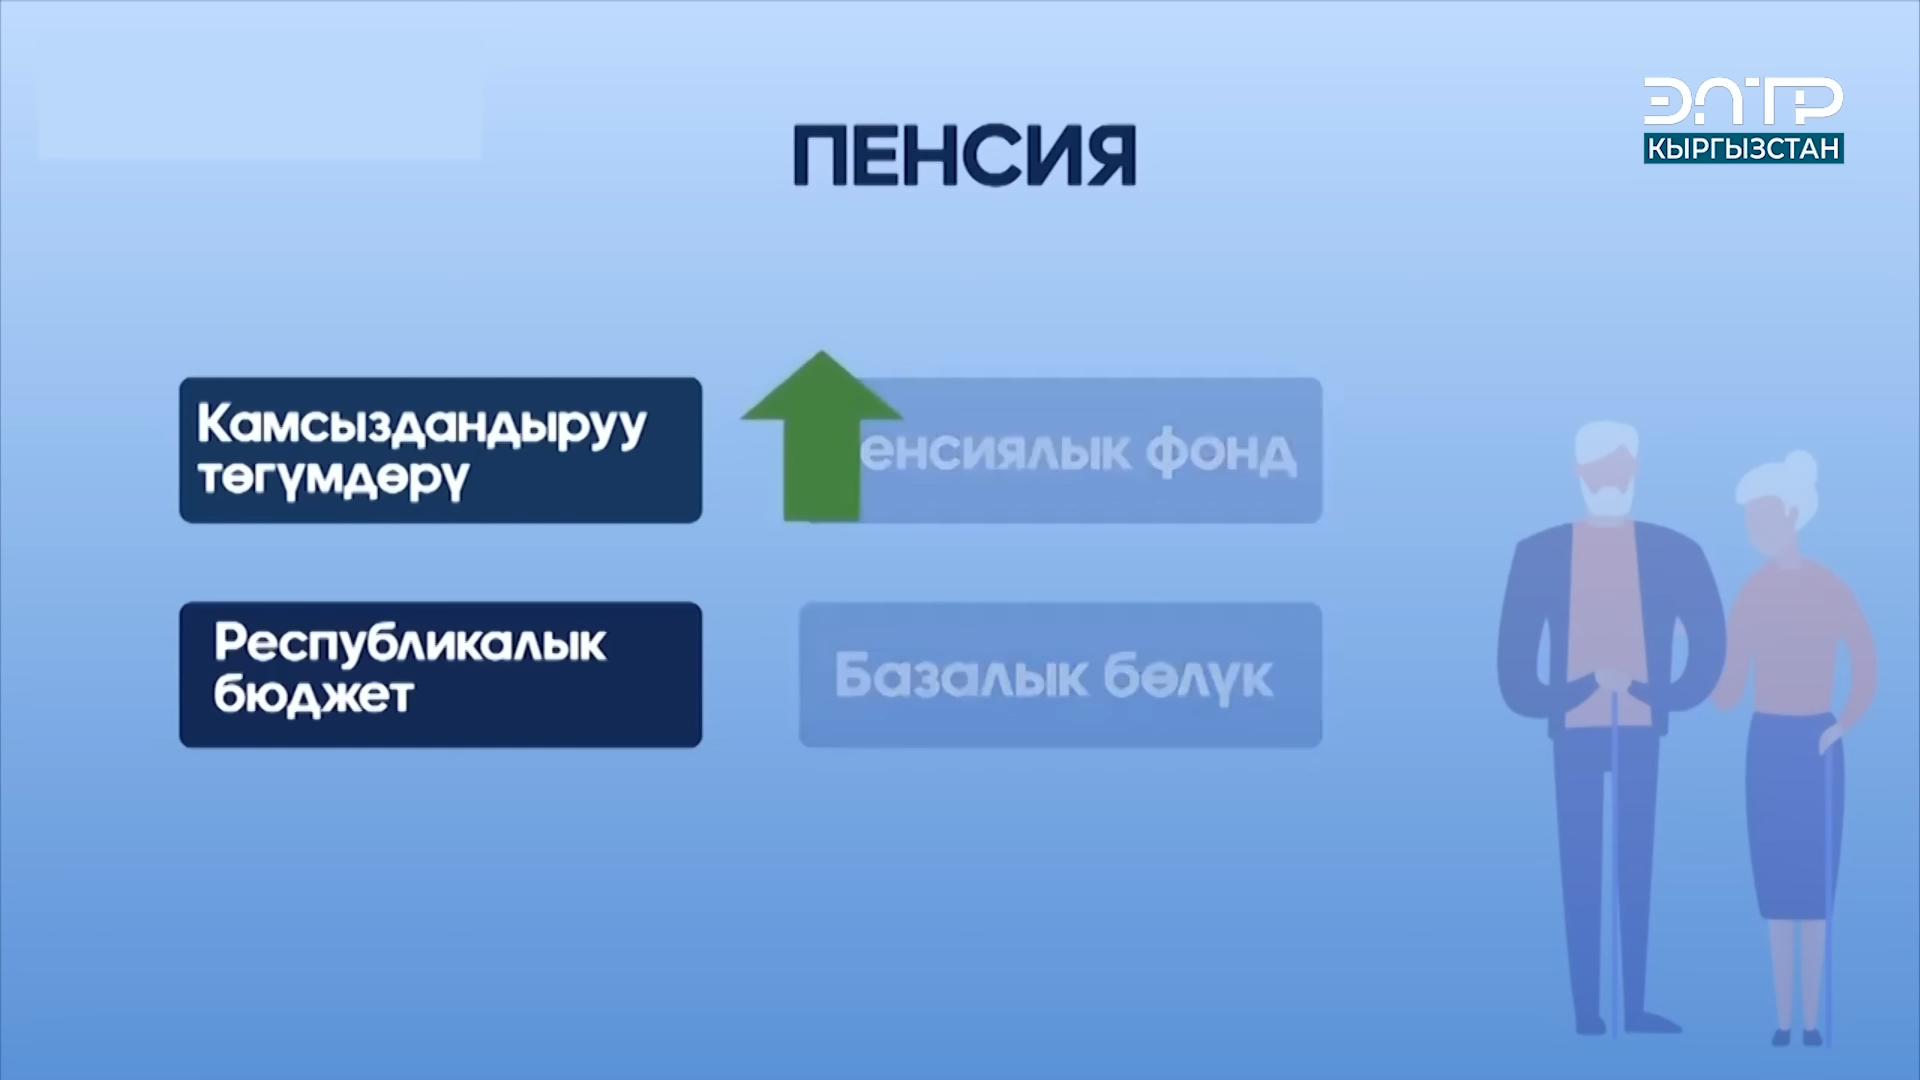 ЭЛТР
КЫРГЫЗСТАН
ПЕНСИЯ
Камсыздандыруу
төгүмдөрү
енсиялык фонд
Республикалык
бюджет
Базалык бөлүк